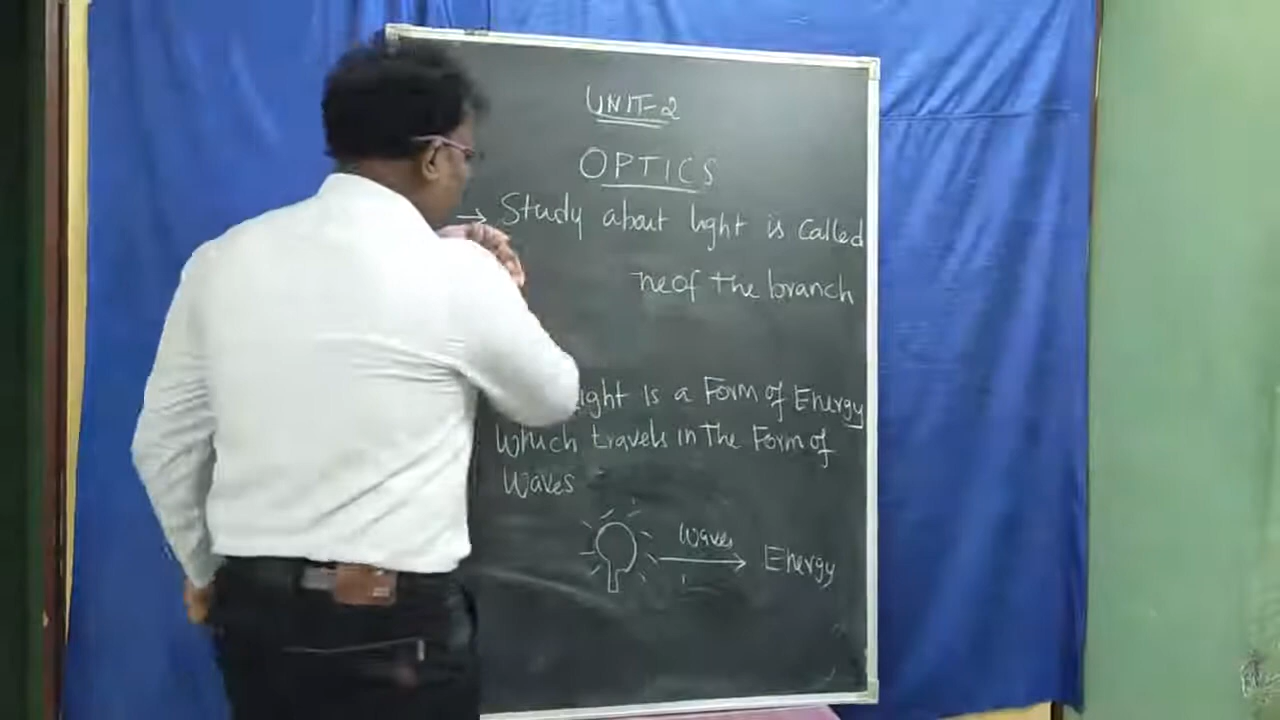 UNIT-2
OPTICS
→ Study about light is called
ne of the branch
ight is a Form of Energy
which travels in The Form of
waves
waves
Energy